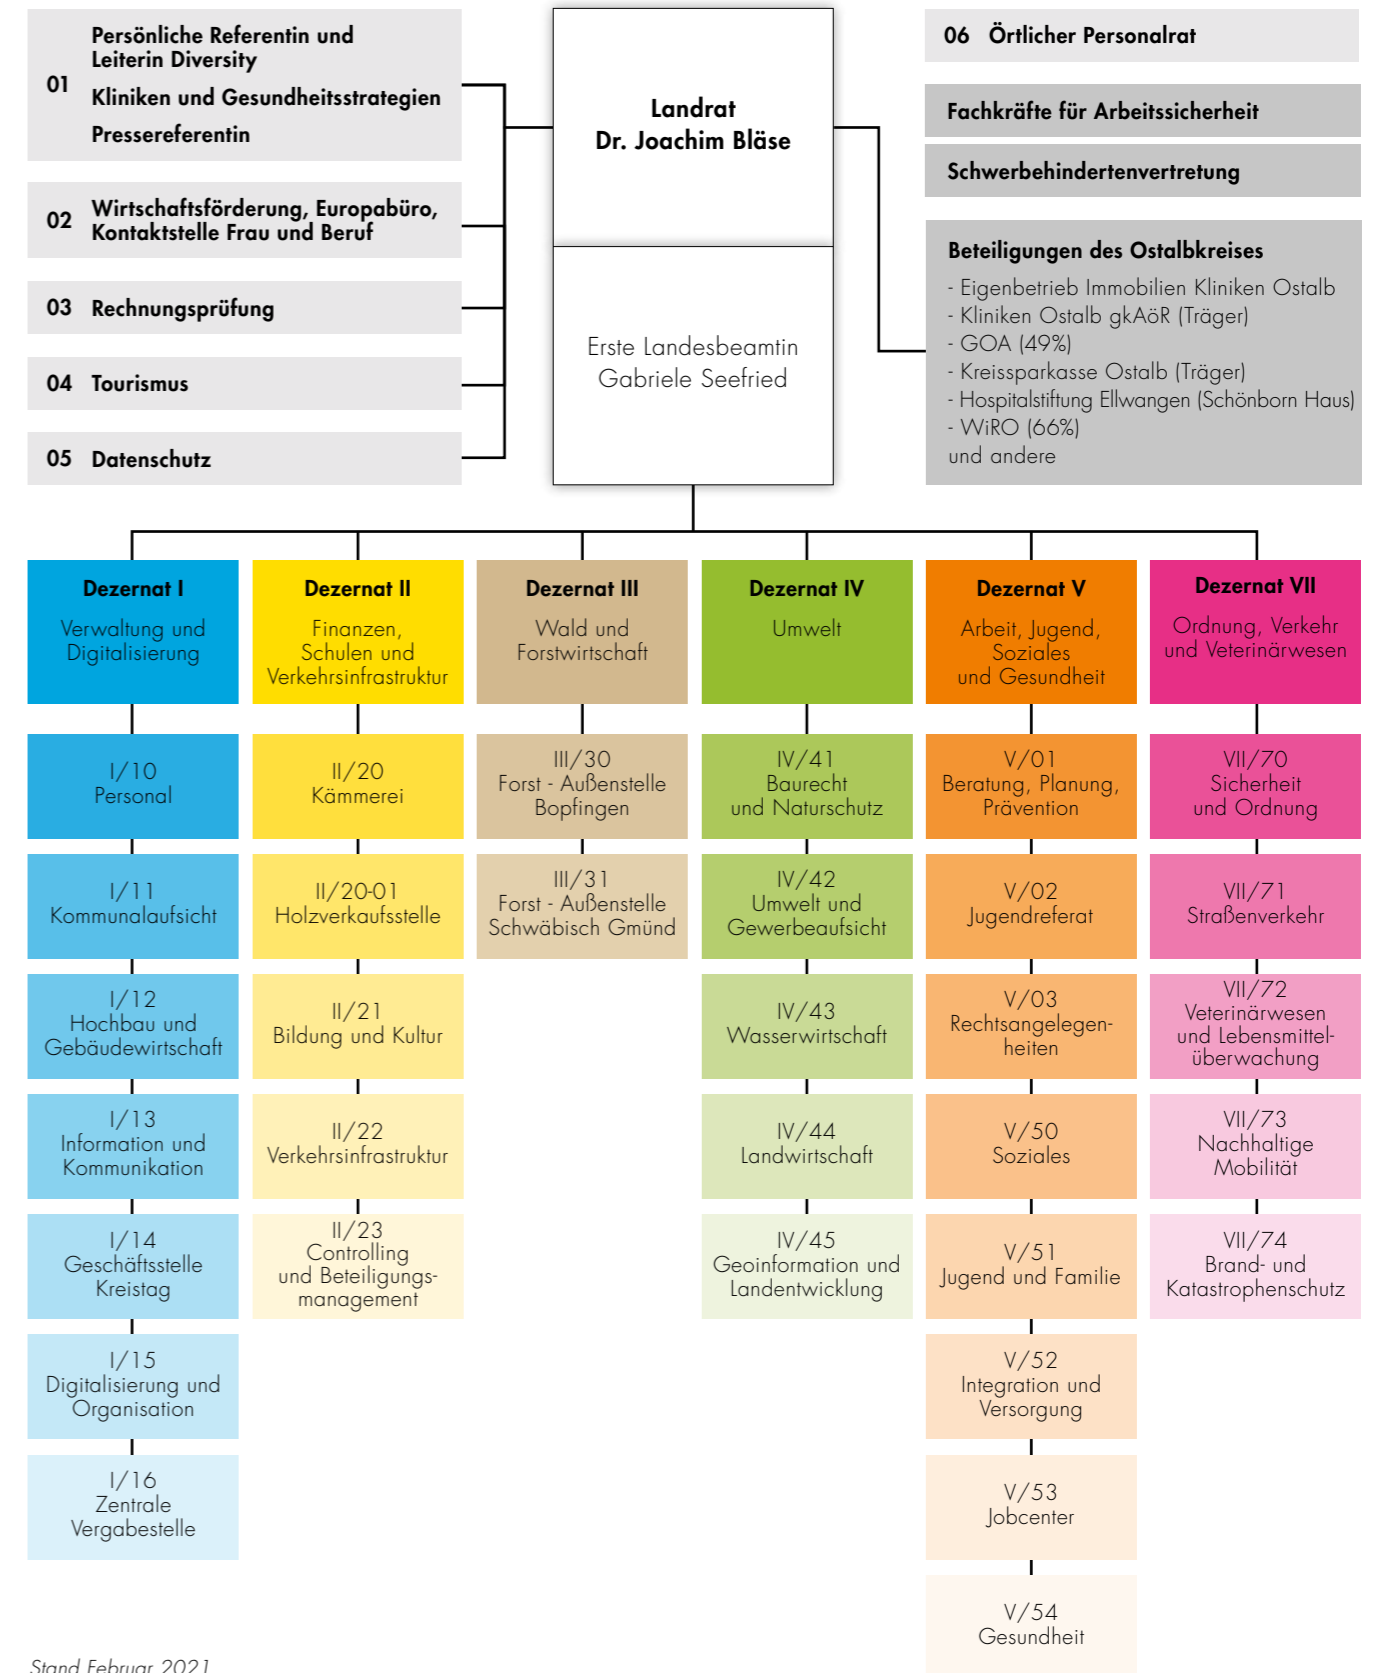 01
Persönliche Referentin und
Leiterin Diversity
Kliniken und Gesundheitsstrategien
Pressereferentin
02
Wirtschaftsförderung, Europabüro,
Kontaktstelle Frau und Beruf
03 Rechnungsprüfung
04 Tourismus
05 Datenschutz
Landrat
Dr. Joachim Bläse
Erste Landesbeamtin
Gabriele Seefried
06 Örtlicher Personalrat
Fachkräfte für Arbeitssicherheit
Schwerbehindertenvertretung
Beteiligungen des Ostalbkreises
- Eigenbetrieb Immobilien Kliniken Ostalb
- Kliniken Ostalb gkAöR (Träger)
- GOA (49%)
- Kreissparkasse Ostalb (Träger)
- Hospitalstiftung Ellwangen (Schönborn Haus)
- WiRO (66%)
und andere
Dezernat I
Verwaltung und
Digitalisierung
I/10
Personal
I/11
Kommunalaufsicht
I/12
Hochbau und
Gebäudewirtschaft
I/13
Information und
Kommunikation
I/14
Geschäftsstelle
Kreistag
I/15
Digitalisierung und
Organisation
I/16
Zentrale
Vergabestelle
Dezernat II
Finanzen,
Schulen und
Verkehrsinfrastruktur
II/20
Kämmerei
II/20-01
Holzverkaufsstelle
II/21
Bildung und Kultur
II/22
Verkehrsinfrastruktur
II/23
Controlling
und Beteiligungs-
management
Dezernat III
Wald und
Forstwirtschaft
III/30
Forst - Außenstelle
Bopfingen
III/31
Forst - Außenstelle
Schwäbisch Gmünd
Dezernat IV
Umwelt
IV/41
Baurecht
und Naturschutz
IV/42
Umwelt und
Gewerbeaufsicht
IV/43
Wasserwirtschaft
IV/44
Landwirtschaft
IV/45
Geoinformation und
Landentwicklung
Dezernat V
Arbeit, Jugend,
Soziales
und Gesundheit
V/01
Beratung, Planung,
Prävention
V/02
Jugendreferat
V/03
Rechtsangelegen-
heiten
V/50
Soziales
V/51
Jugend und Familie
V/52
Integration und
Versorgung
V/53
Jobcenter
V/54
Gesundheit
Dezernat VII
Ordnung, Verkehr
und Veterinärwesen
VII/70
Sicherheit
und Ordnung
VII/71
Straßenverkehr
VII/72
Veterinärwesen
und Lebensmittel-
überwachung
VII/73
Nachhaltige
Mobilität
VII/74
Brand- und
Katastrophenschutz
Stand Februar 2021